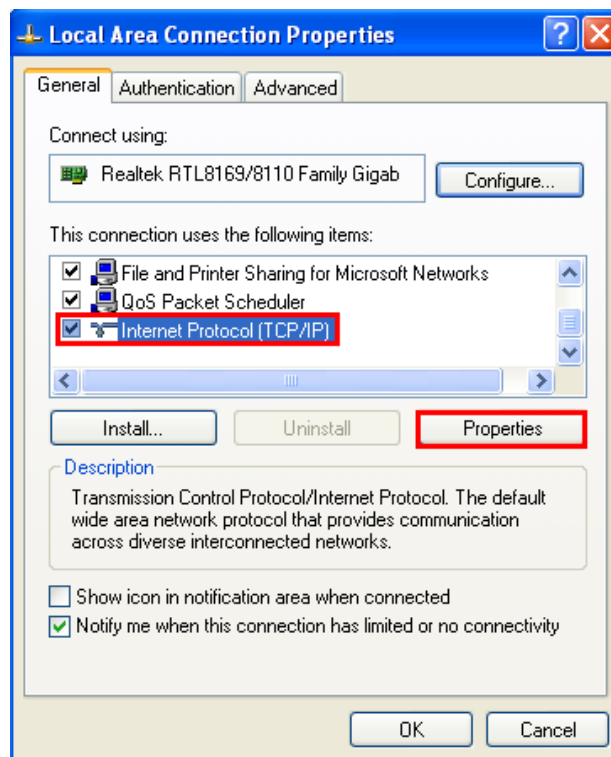 Local Area Connection Properties
General
Authentication
Advanced
Connect using:
Realtek RTL8169/8110 Family Gigab
Configure...
This connection uses the following items:
File and Printer Sharing for Microsoft Networks
QoS Packet Scheduler
Internet Protocol (TCP/IP)
Install...
Uninstall
Properties
Description
Transmission Control Protocol/Internet Protocol. The default
wide area network protocol that provides communication
across diverse interconnected networks.
Show icon in notification area when connected
Notify me when this connection has limited or no connectivity
OK
Cancel